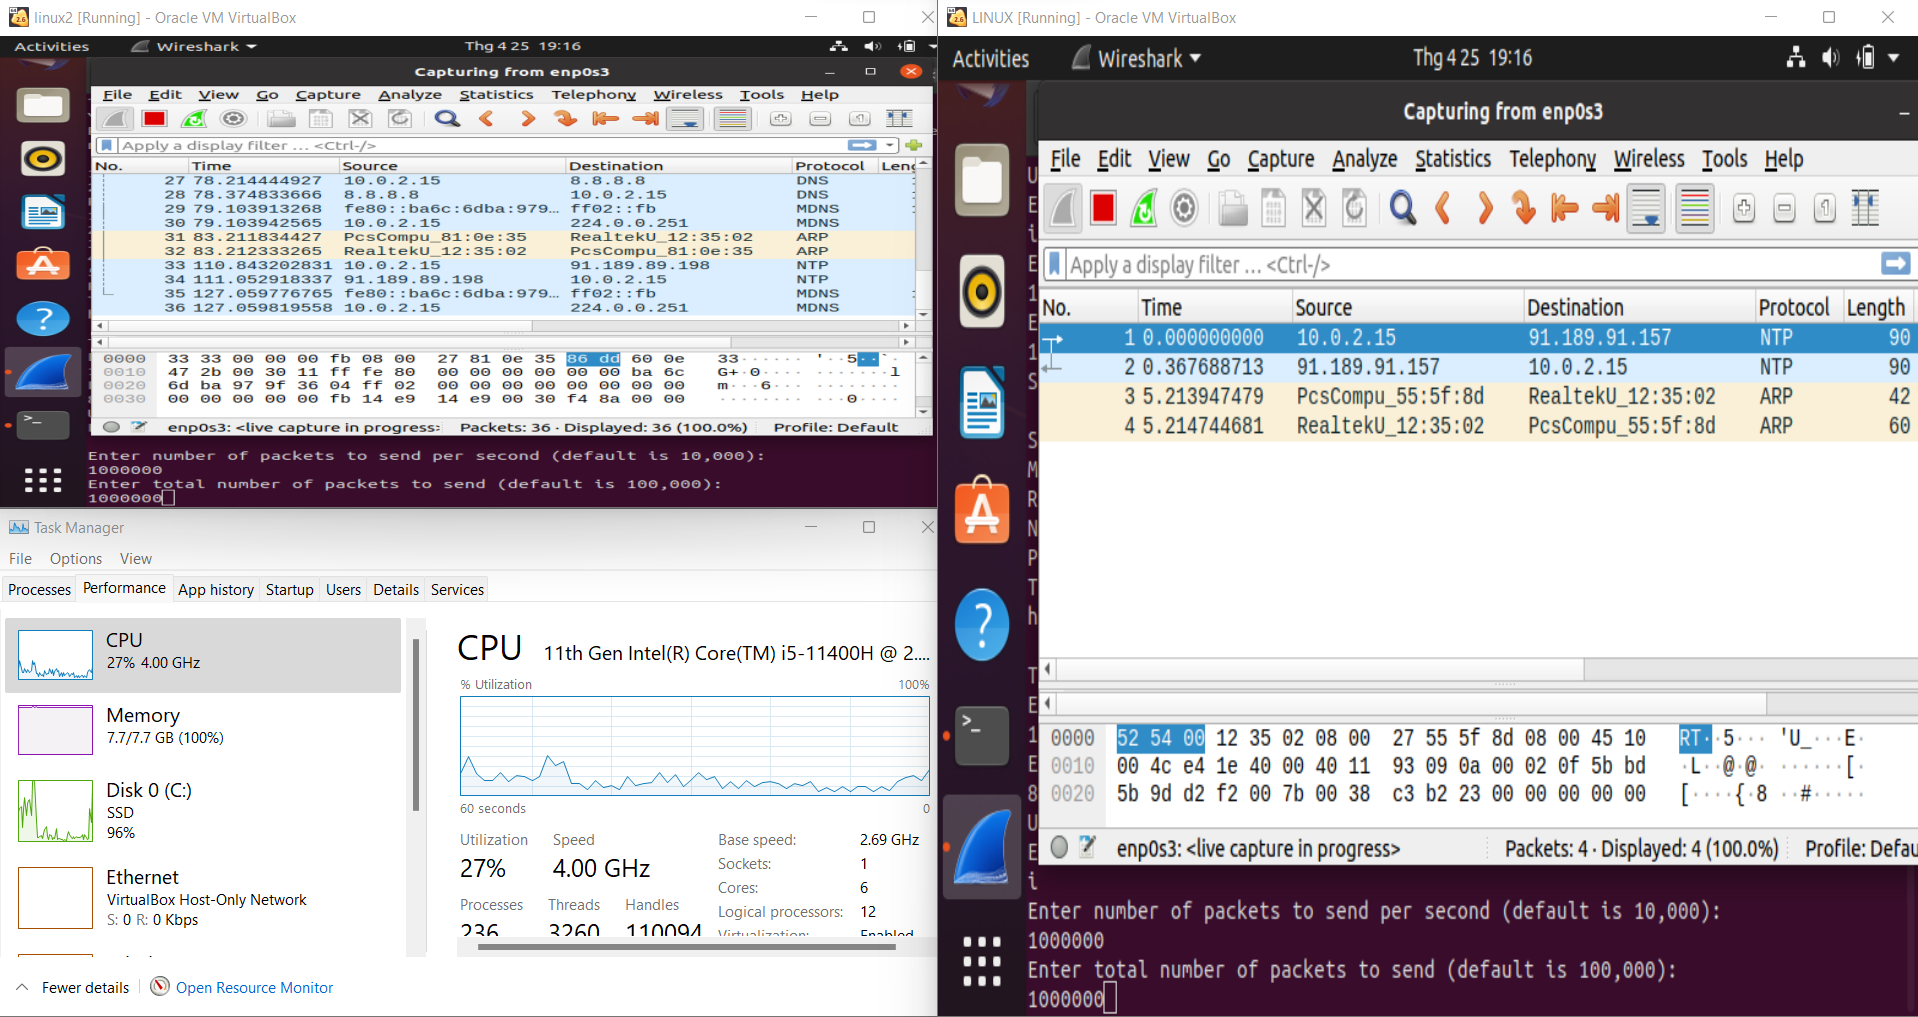 linux2 [Running] - Oracle VM VirtualBox
Activities Wireshark Thg 4 25 19:16
Capturing from enp0s3
File Edit View Go Capture Analyze Statistics Telephony Wireless Tools Help
Apply a display filter ... <Ctrl-/>
No. Time Source Destination Protocol Leng
27 78.214444927 10.0.2.15 8.8.8.8 DNS
28 78.374833666 8.8.8.8 10.0.2.15 DNS
29 79.103913268 fe80::ba6c:6dba:979… ff02::fb MDNS
30 79.103942565 10.0.2.15 224.0.0.251 MDNS
31 83.211834427 PcsCompu_81:0e:35 RealtekU_12:35:02 ARP
32 83.212333265 RealtekU_12:35:02 PcsCompu_81:0e:35 ARP
33 110.843202831 10.0.2.15 91.189.89.198 NTP
34 111.052918337 91.189.89.198 10.0.2.15 NTP
35 127.059776765 fe80::ba6c:6dba:979… ff02::fb MDNS
36 127.059819558 10.0.2.15 224.0.0.251 MDNS
0000 33 33 00 00 00 fb 08 00 27 81 0e 35 86 dd 60 0e 33······ '··5··`·
0010 47 2b 00 30 11 ff fe 80 00 00 00 00 00 00 ba 6c G+·0···· ·······l
0020 6d ba 97 9f 36 04 ff 02 00 00 00 00 00 00 00 00 m···6··· ········
0030 00 00 00 00 00 fb 14 e9 14 e9 00 30 f4 8a 00 00 ········ ···0····
enp0s3: <live capture in progress> Packets: 36 · Displayed: 36 (100.0%) Profile: Default
Enter number of packets to send per second (default is 10,000):
1000000
Enter total number of packets to send (default is 100,000):
1000000
Task Manager
File Options View
Processes Performance App history Startup Users Details Services
CPU
27% 4.00 GHz
Memory
7.7/7.7 GB (100%)
Disk 0 (C:)
SSD
96%
Ethernet
VirtualBox Host-Only Network
S: 0 R: 0 Kbps
CPU 11th Gen Intel(R) Core(TM) i5-11400H @ 2....
% Utilization 100%
60 seconds 0
Utilization Speed
27% 4.00 GHz
Processes Threads Handles
236 3260 110094
Base speed: 2.69 GHz
Sockets: 1
Cores: 6
Logical processors: 12
Virtualization: Enabled
Fewer details Open Resource Monitor
LINUX [Running] - Oracle VM VirtualBox
Activities Wireshark Thg 4 25 19:16
Capturing from enp0s3
File Edit View Go Capture Analyze Statistics Telephony Wireless Tools Help
Apply a display filter ... <Ctrl-/>
No. Time Source Destination Protocol Length
1 0.000000000 10.0.2.15 91.189.91.157 NTP 90
2 0.367688713 91.189.91.157 10.0.2.15 NTP 90
3 5.213947479 PcsCompu_55:5f:8d RealtekU_12:35:02 ARP 42
4 5.214744681 RealtekU_12:35:02 PcsCompu_55:5f:8d ARP 60
0000 52 54 00 12 35 02 08 00 27 55 5f 8d 08 00 45 10 RT··5··· 'U_···E·
0010 00 4c e4 1e 40 00 40 11 93 09 0a 00 02 0f 5b bd ·L··@·@· ······[·
0020 5b 9d d2 f2 00 7b 00 38 c3 b2 23 00 00 00 00 00 [····{·8 ··#·····
enp0s3: <live capture in progress> Packets: 4 · Displayed: 4 (100.0%) Profile: Defau
Enter number of packets to send per second (default is 10,000):
1000000
Enter total number of packets to send (default is 100,000):
1000000